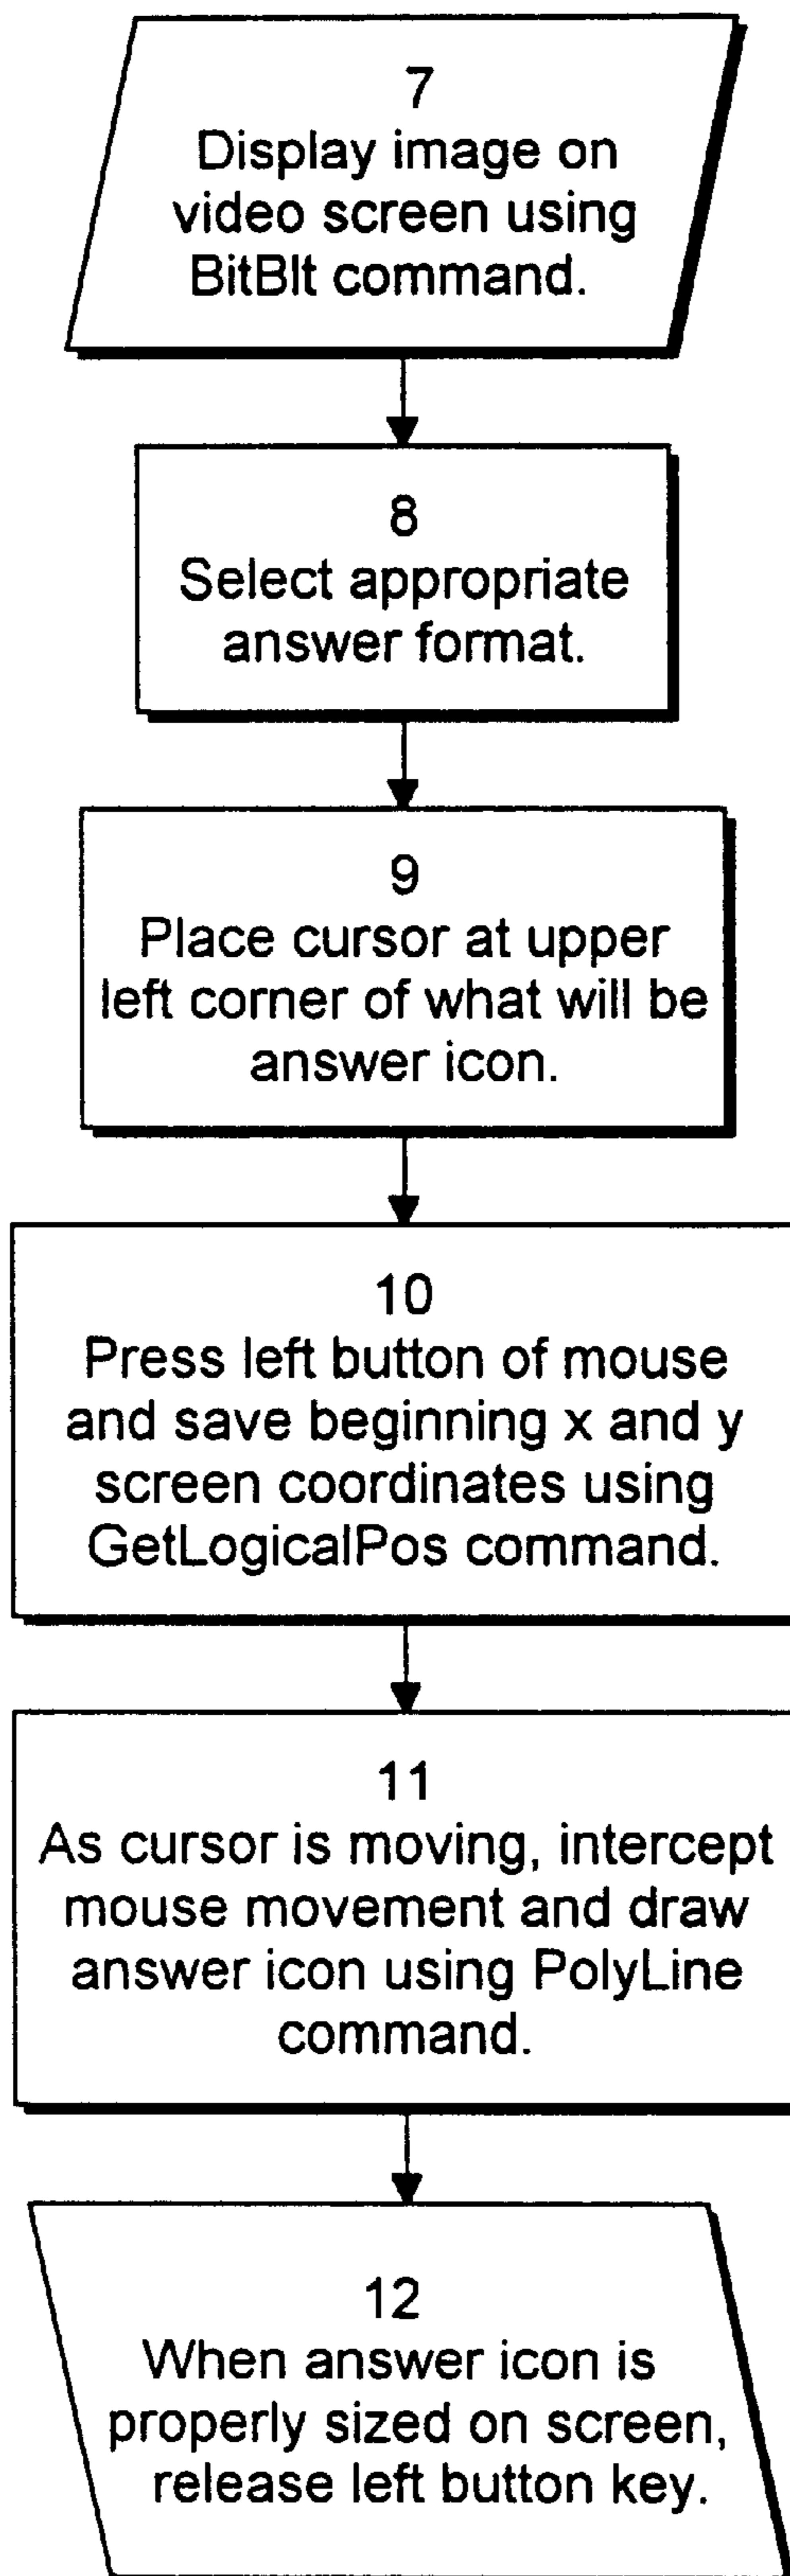 7
Display image on
video screen using
BitBlt command.
8
Select appropriate
answer format.
9
Place cursor at upper
left corner of what will be
answer icon.
10
Press left button of mouse
and save beginning x and y
screen coordinates using
GetLogicalPos command.
11
As cursor is moving, intercept
mouse movement and draw
answer icon using PolyLine
command.
12
When answer icon is
properly sized on screen,
release left button key.